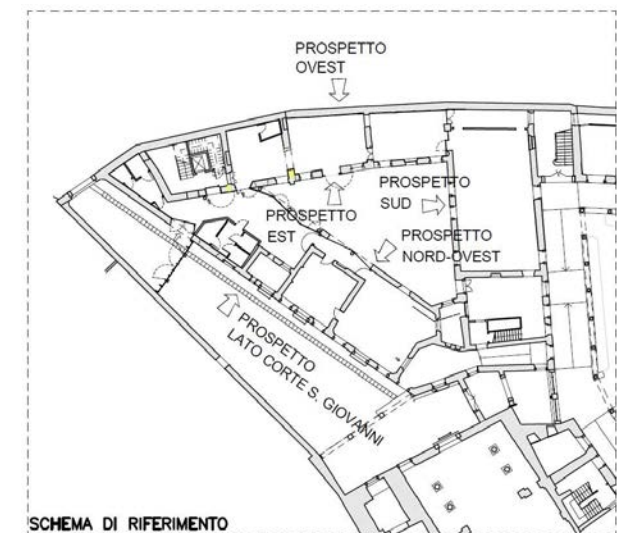 PROSPETTO
OVEST
PROSPETTO
SUD
PROSPETTO
EST
PROSPETTO
NORD-OVEST
PROSPETTO
LATO CORTE S. GIOVANNI
SCHEMA DI RIFERIMENTO